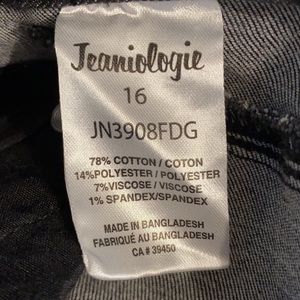 Jeaniologie
16
JN3908FDG
78% COTTON / COTON
14%POLYESTER / POLYESTER
7%VISCOSE / VISCOSE
1% SPANDEX/SPANDEX
MADE IN BANGLADESH
FABRIQUÉ AU BANGLADESH
CA # 39450